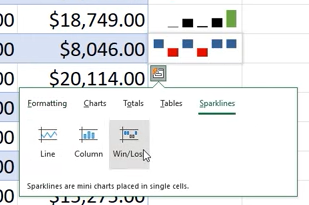 $18,749.00
$8,046.00
$20,114.00
Formatting Charts Totals Tables Sparklines
Line Column Win/Loss
Sparklines are mini charts placed in single cells.